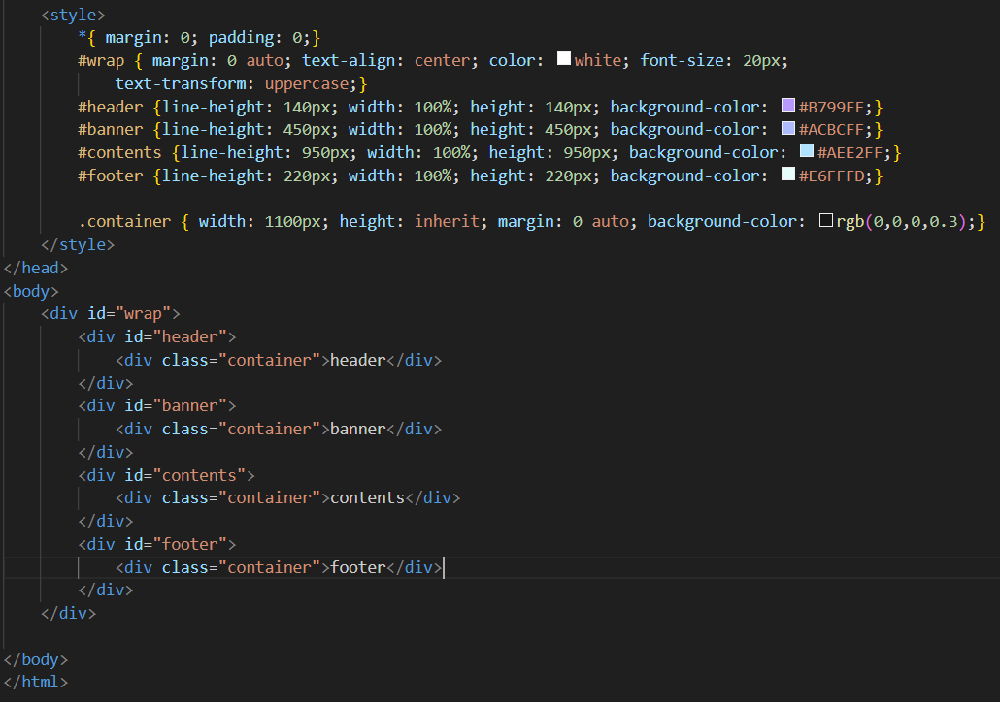 <style>
*{ margin: 0; padding: 0;}
#wrap { margin: 0 auto; text-align: center; color: white; font-size: 20px;
text-transform: uppercase;}
#header {line-height: 140px; width: 100%; height: 140px; background-color: #B799FF;}
#banner {line-height: 450px; width: 100%; height: 450px; background-color: #ACBCFF;}
#contents {line-height: 950px; width: 100%; height: 950px; background-color: #AEE2FF;}
#footer {line-height: 220px; width: 100%; height: 220px; background-color: #E6FFFD;}
.container { width: 1100px; height: inherit; margin: 0 auto; background-color: rgb(0,0,0,0.3);}
</style>
</head>
<body>
<div id="wrap">
<div id="header">
<div class="container">header</div>
</div>
<div id="banner">
<div class="container">banner</div>
</div>
<div id="contents">
<div class="container">contents</div>
</div>
<div id="footer">
<div class="container">footer</div>
</div>
</div>
</body>
</html>